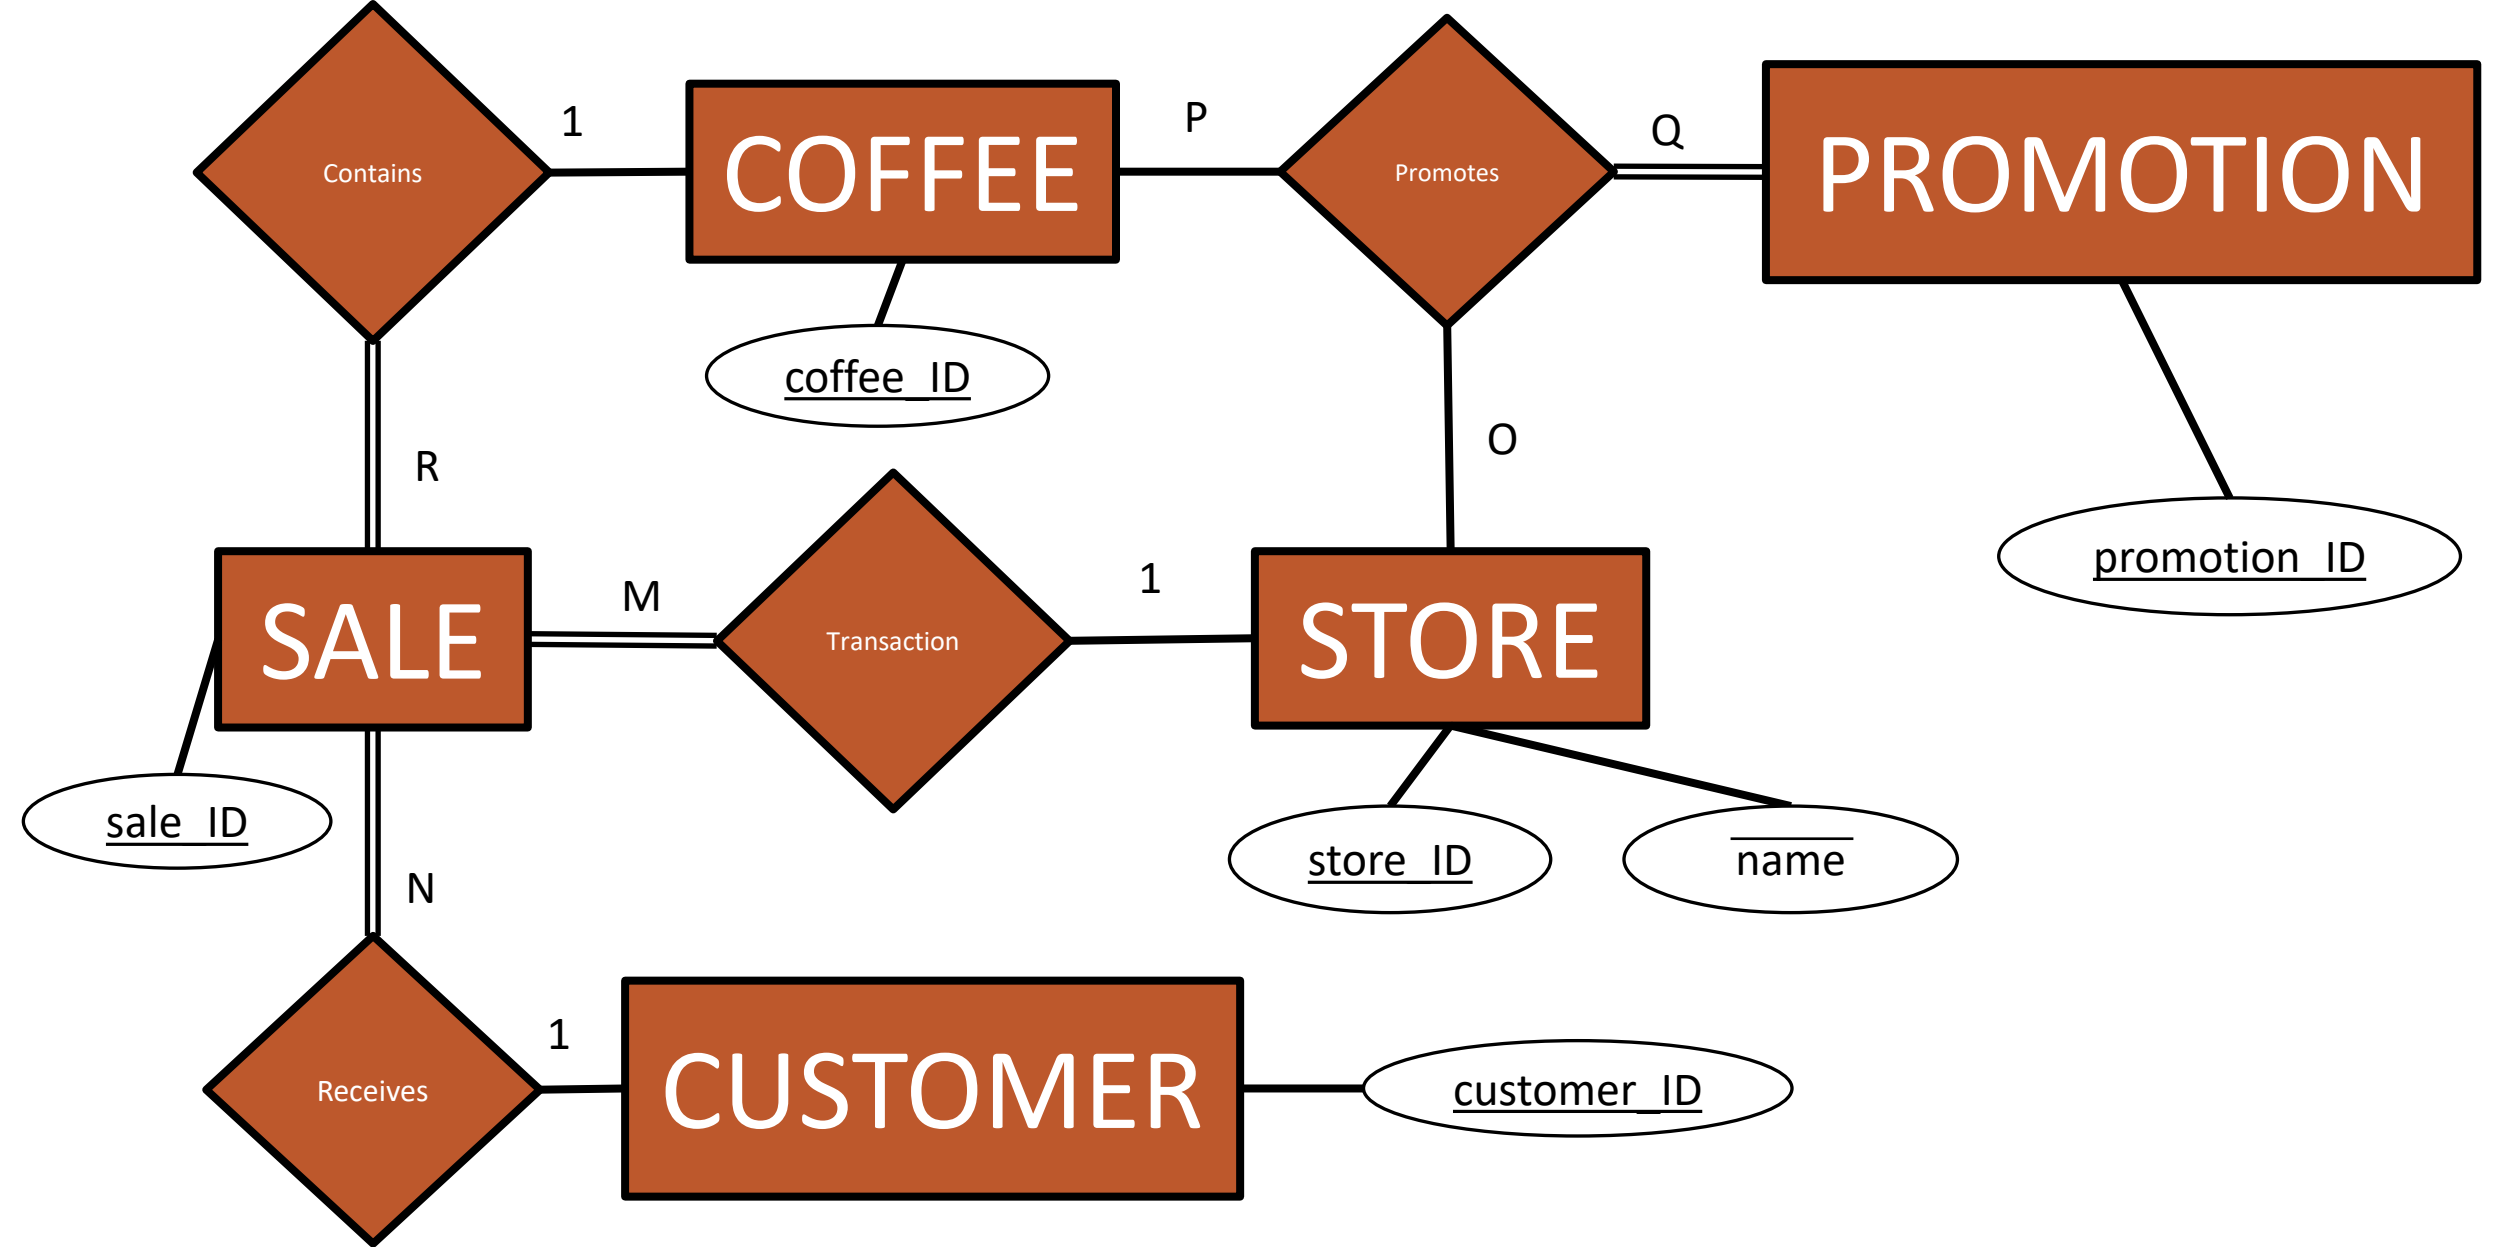 1
P
Q
Contains
COFFEE
Promotes
PROMOTION
coffee_ID
R
O
promotion_ID
M
1
SALE
Transaction
STORE
sale_ID
store_ID
name
N
1
Receives
CUSTOMER
customer_ID